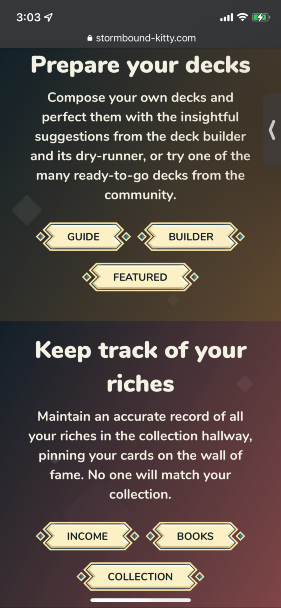 3:03
stormbound-kitty.com
Prepare your decks
Compose your own decks and
perfect them with the insightful
suggestions from the deck builder
and its dry-runner, or try one of the
many ready-to-go decks from the
community.
GUIDE
BUILDER
FEATURED
Keep track of your
riches
Maintain an accurate record of all
your riches in the collection hallway,
pinning your cards on the wall of
fame. No one will match your
collection.
INCOME
BOOKS
COLLECTION